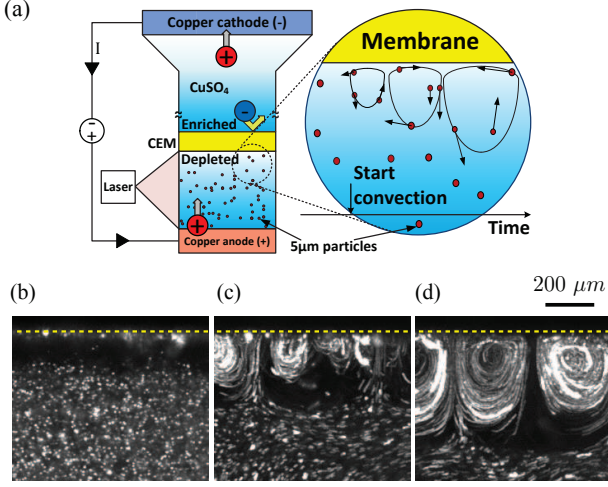 (a)
Copper cathode (-)
I
+
CuSO₄
-
Enriched
CEM
Depleted
Laser
+
Copper anode (+)
5μm particles
Membrane
Start
convection
Time
(b)
(c)
(d)
200 μm